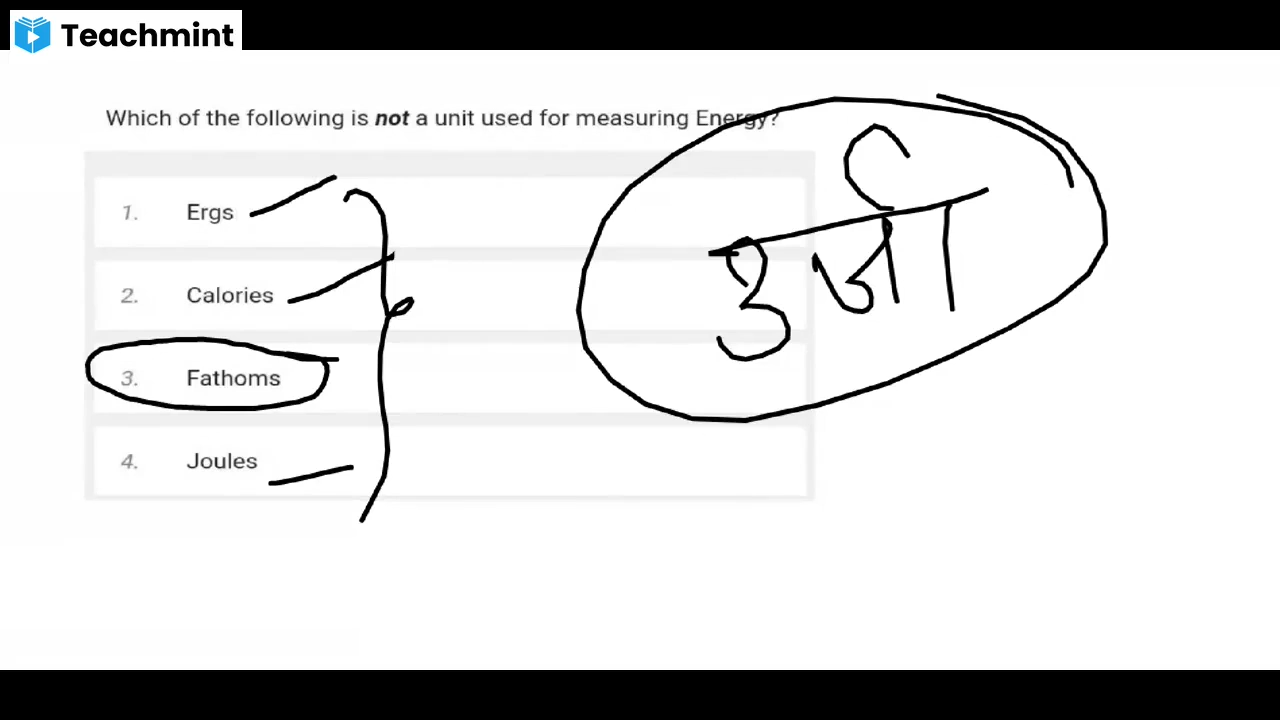 Teachmint
Which of the following is not a unit used for measuring Energy?
1. Ergs
2. Calories
3. Fathoms
4. Joules
उर्जा